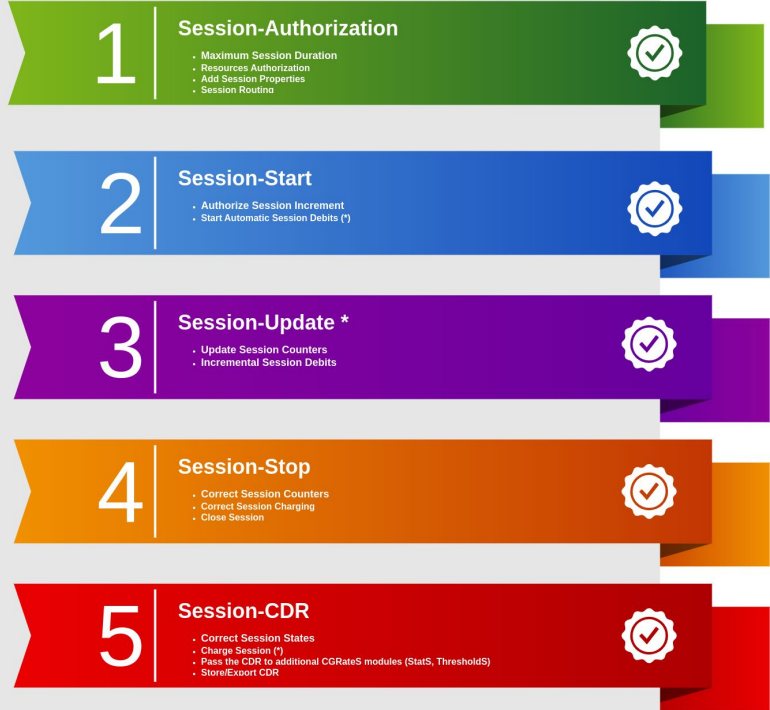 1
Session-Authorization
• Maximum Session Duration
• Resources Authorization
• Add Session Properties
• Session Routing
2
Session-Start
• Authorize Session Increment
• Start Automatic Session Debits (*)
3
Session-Update *
• Update Session Counters
• Incremental Session Debits
4
Session-Stop
• Correct Session Counters
• Correct Session Charging
• Close Session
5
Session-CDR
• Correct Session States
• Charge Session (*)
• Pass the CDR to additional CGRateS modules (StatS, ThresholdS)
• Store/Export CDR